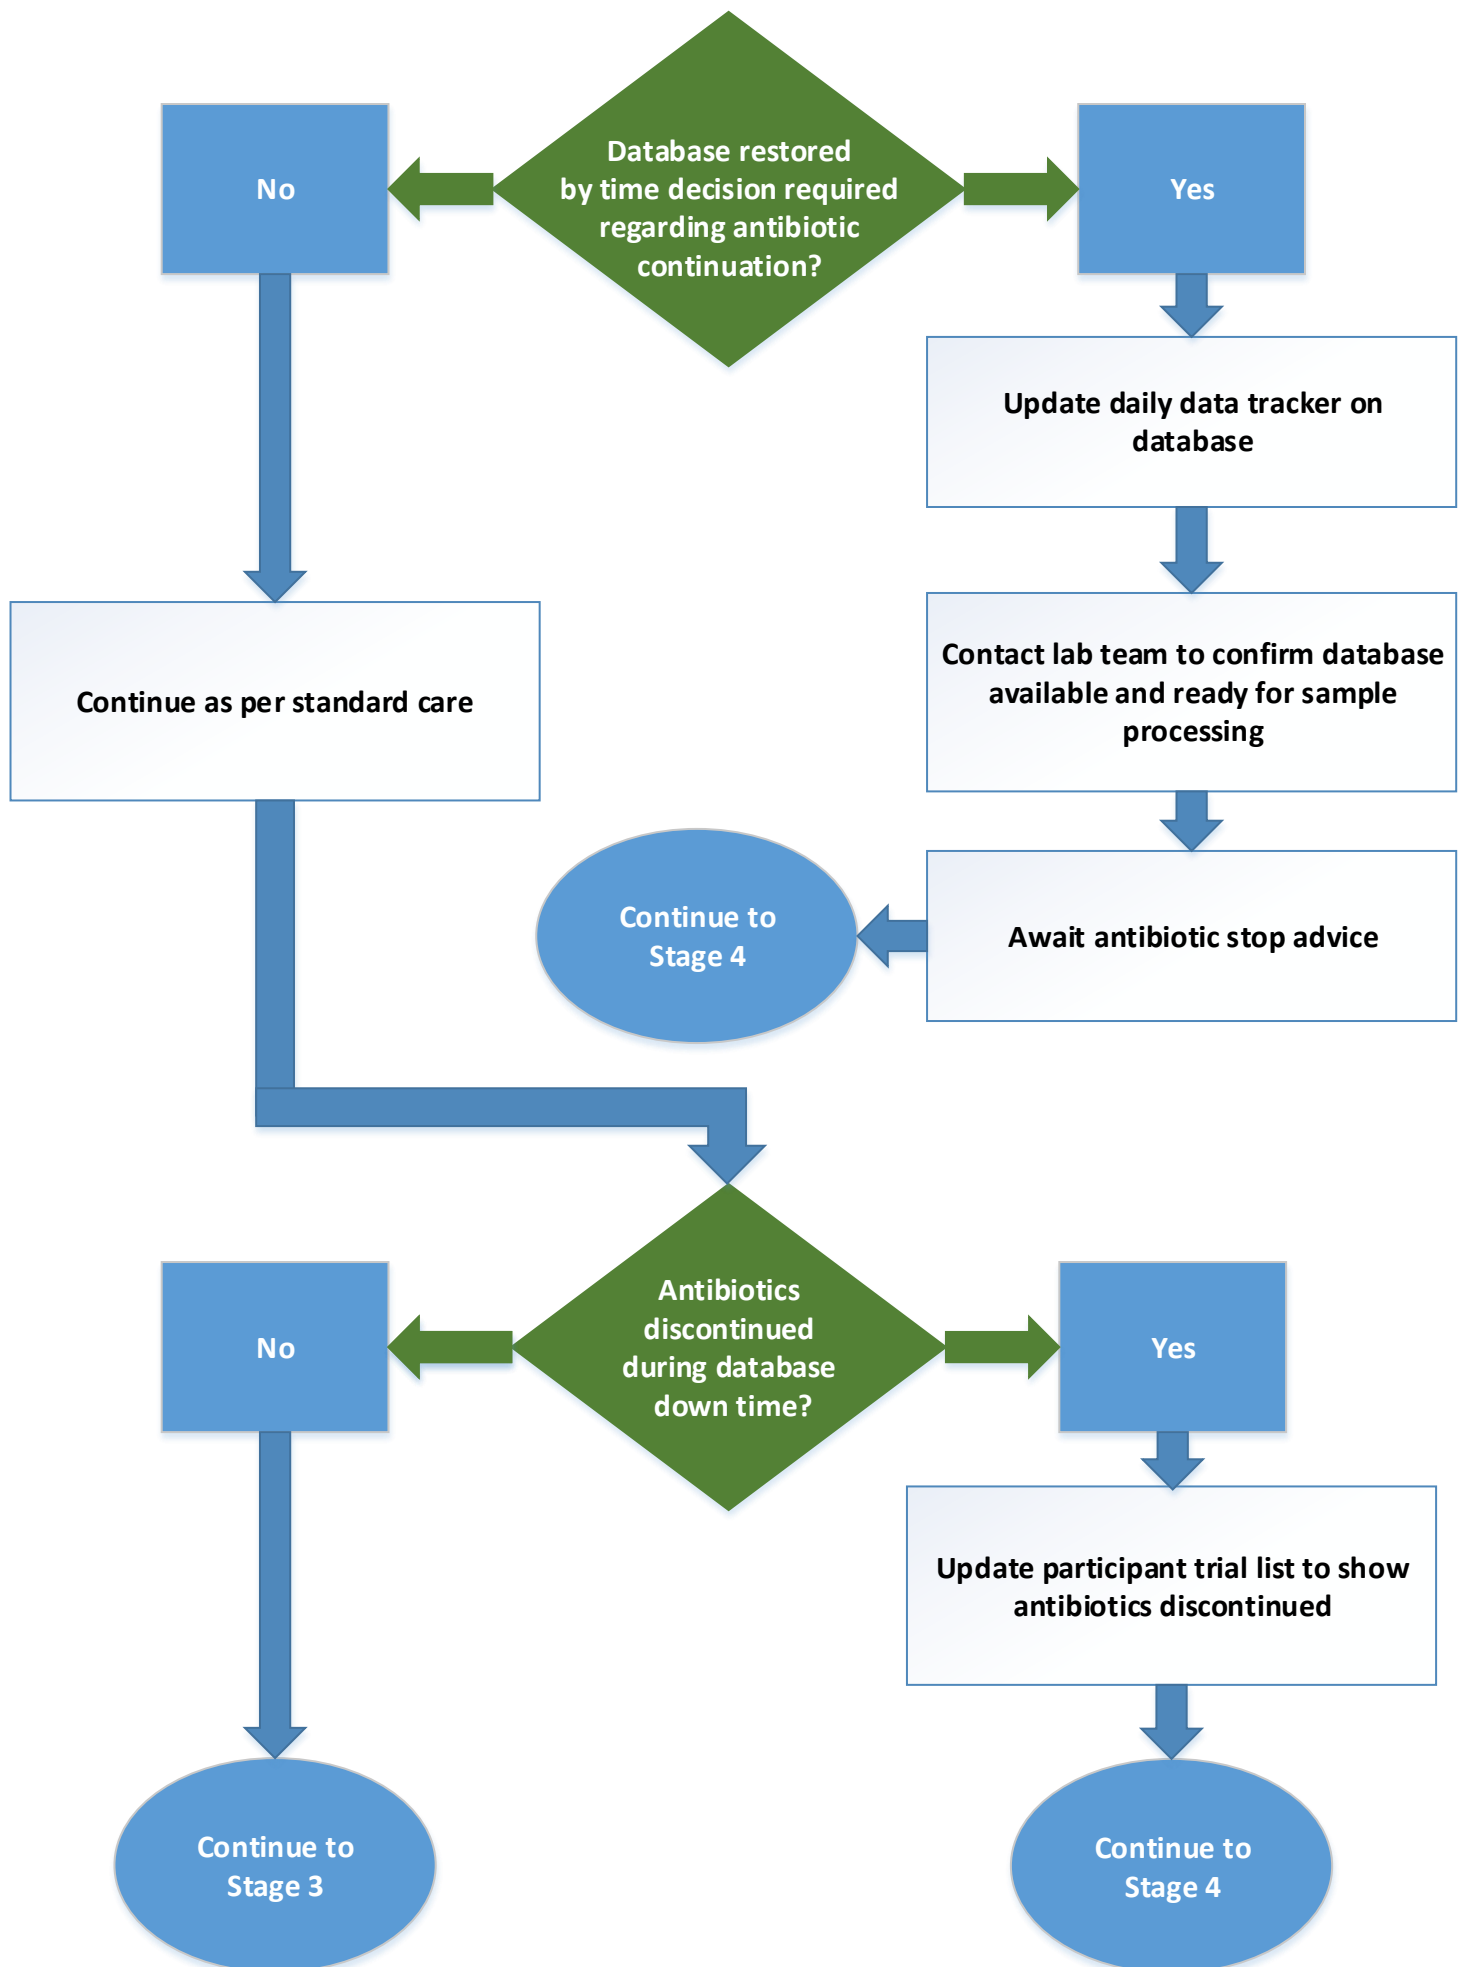 Database restored
by time decision required
regarding antibiotic
continuation?
No
Yes
Update daily data tracker on
database
Continue as per standard care
Contact lab team to confirm database
available and ready for sample
processing
Continue to
Stage 4
Await antibiotic stop advice
Antibiotics
discontinued
during database
down time?
No
Yes
Update participant trial list to show
antibiotics discontinued
Continue to
Stage 3
Continue to
Stage 4